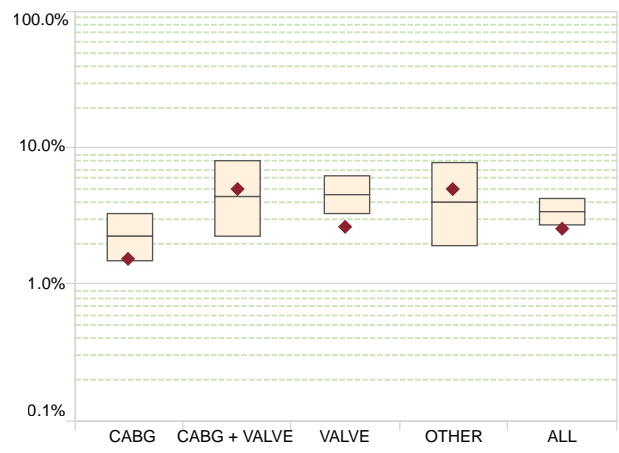 100.0%
10.0%
1.0%
0.1%
CABG CABG + VALVE VALVE OTHER ALL